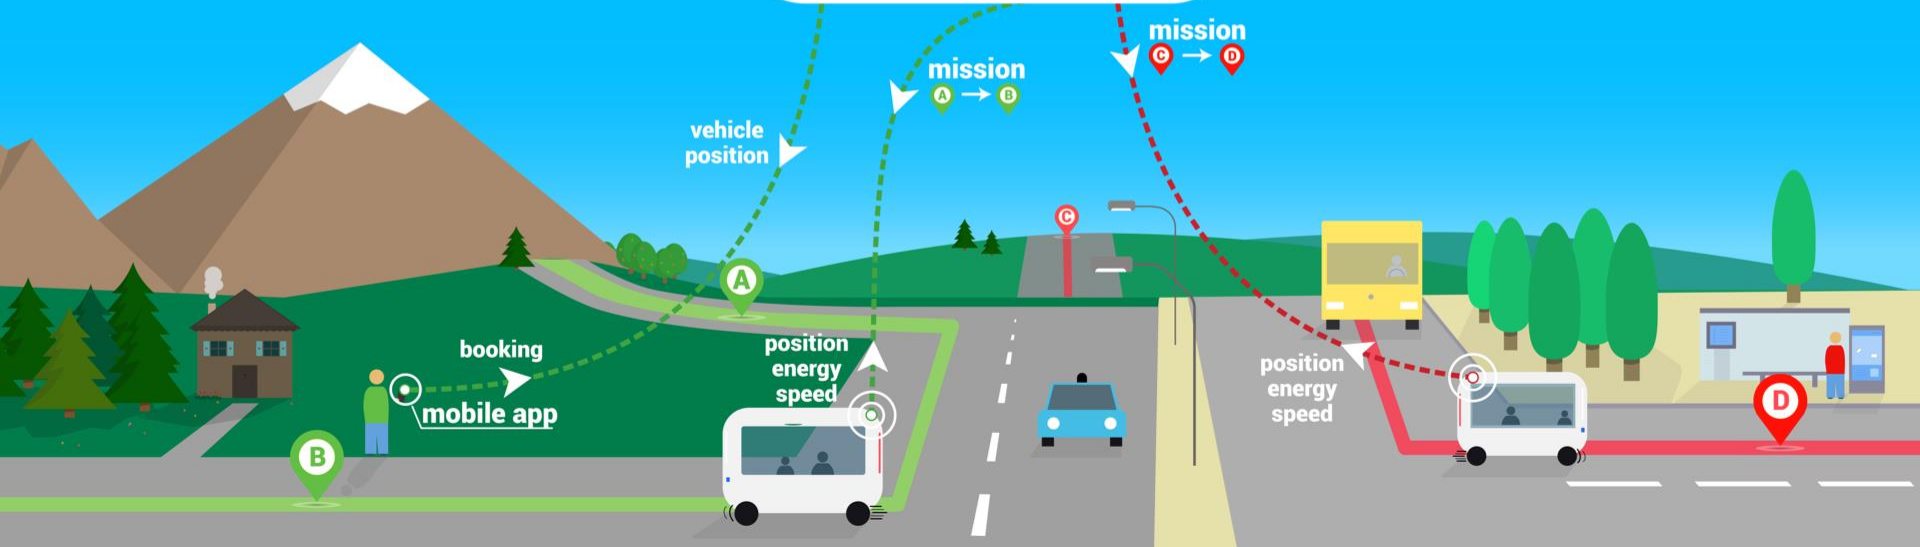 mission
C → D
mission
A → B
vehicle
position
C
A
booking
position
energy
speed
position
energy
speed
mobile app
D
B